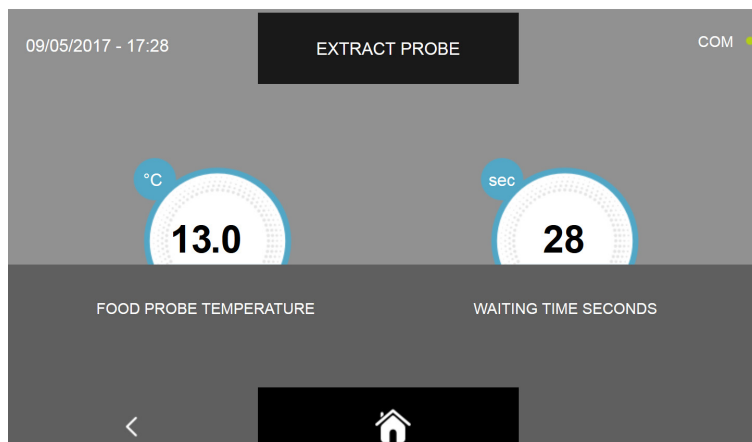 09/05/2017 - 17:28
EXTRACT PROBE
COM
°C
sec
13.0
28
FOOD PROBE TEMPERATURE
WAITING TIME SECONDS